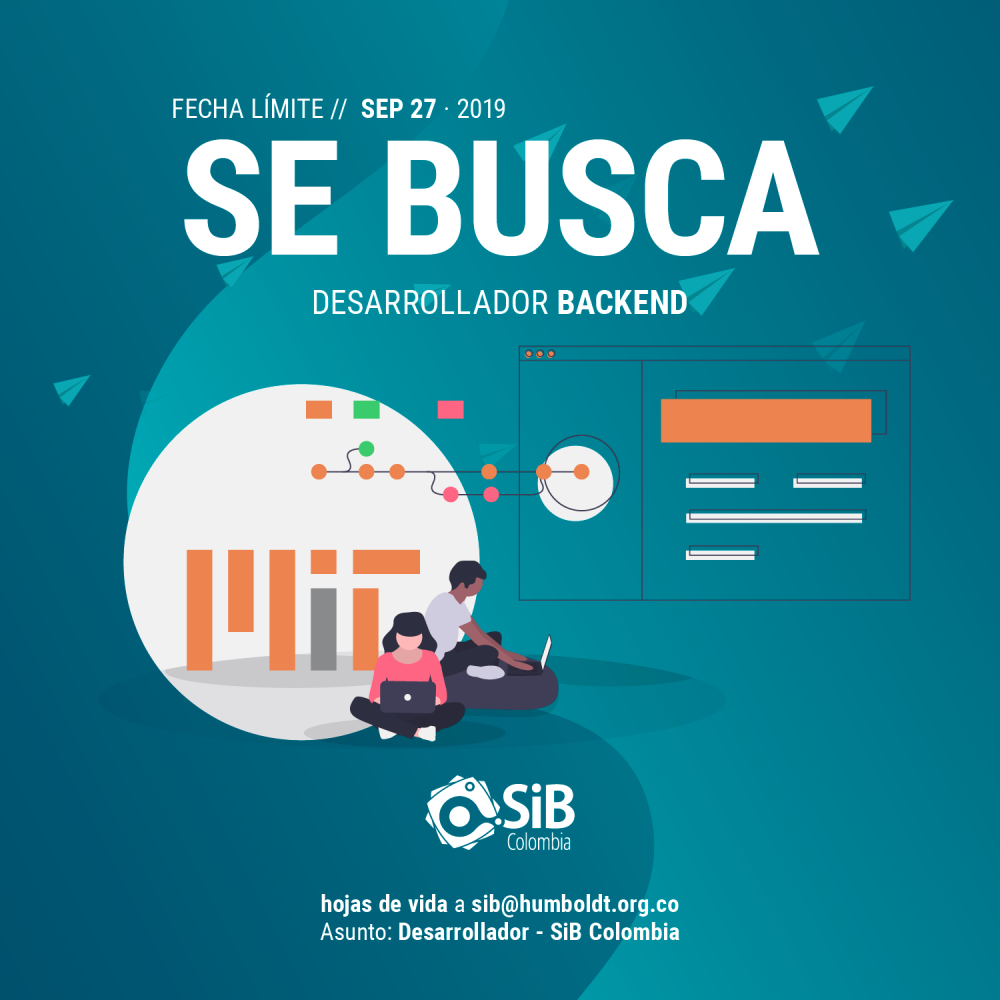 FECHA LÍMITE // SEP 27 · 2019
SE BUSCA
DESARROLLADOR BACKEND
MiT
SiB
Colombia
hojas de vida a sib@humboldt.org.co
Asunto: Desarrollador - SiB Colombia